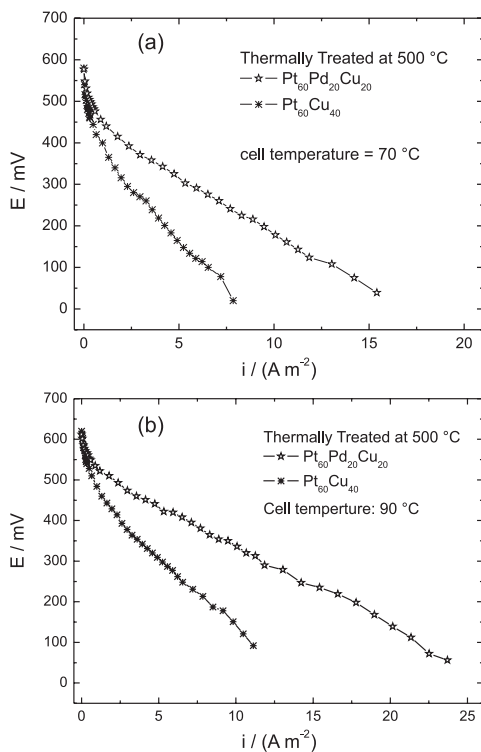 (a)
Thermally Treated at 500 °C
Pt60Pd20Cu20
Pt60Cu40
cell temperature = 70 °C
E / mV
700
600
500
400
300
200
100
0
0 5 10 15 20
i / (A m-2)
(b)
Thermally Treated at 500 °C
Pt60Pd20Cu20
Pt60Cu40
Cell temperture: 90 °C
E / mV
700
600
500
400
300
200
100
0
0 5 10 15 20 25
i / (A m-2)